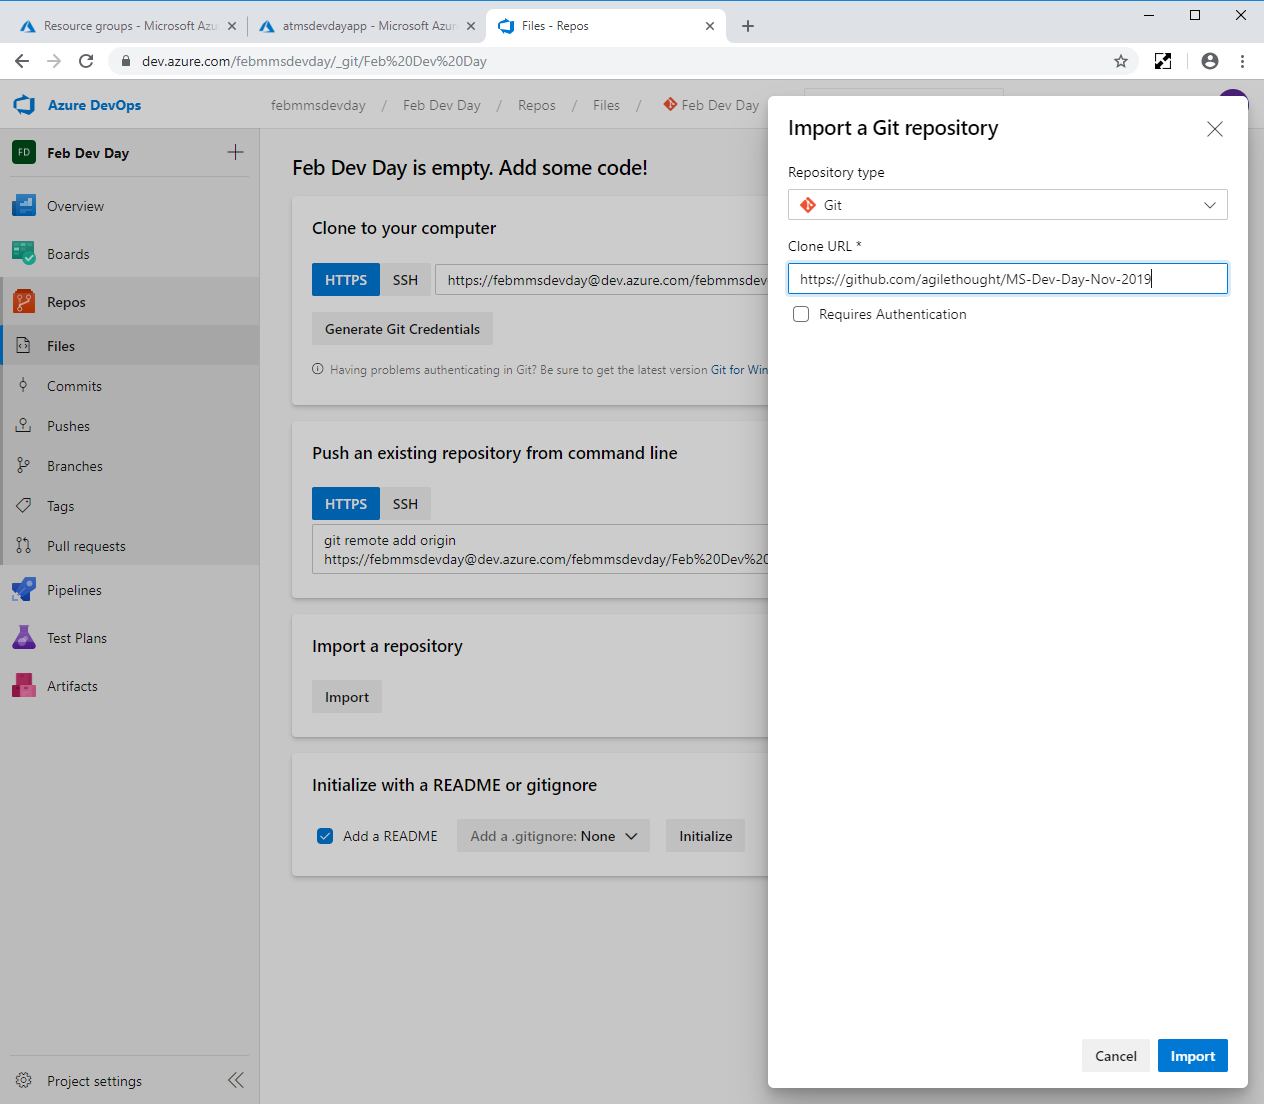 Resource groups - Microsoft Azu
atmsdevdayapp - Microsoft Azur
Files - Repos
dev.azure.com/febmmsdevday/_git/Feb%20Dev%20Day
Azure DevOps
febmmsdevday / Feb Dev Day / Repos / Files / Feb Dev Day
FD
Feb Dev Day
Overview
Boards
Repos
Files
Commits
Pushes
Branches
Tags
Pull requests
Pipelines
Test Plans
Artifacts
Project settings
Feb Dev Day is empty. Add some code!
Clone to your computer
HTTPS SSH https://febmmsdevday@dev.azure.com/febmmsdev
Generate Git Credentials
Having problems authenticating in Git? Be sure to get the latest version Git for Win
Push an existing repository from command line
HTTPS SSH
git remote add origin
https://febmmsdevday@dev.azure.com/febmmsdevday/Feb%20Dev%20
Import a repository
Import
Initialize with a README or gitignore
Add a README Add a .gitignore: None Initialize
Import a Git repository
Repository type
Git
Clone URL *
https://github.com/agilethought/MS-Dev-Day-Nov-2019
Requires Authentication
Cancel Import